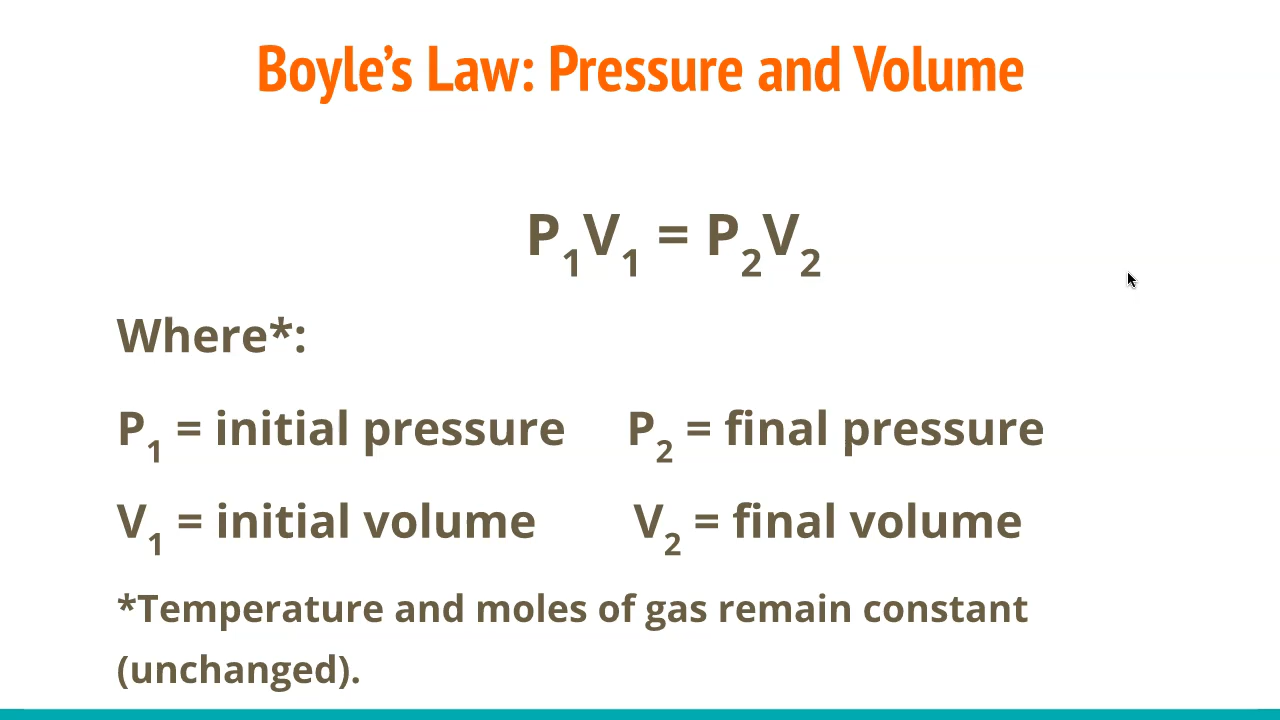 Boyle’s Law: Pressure and Volume
P₁V₁ = P₂V₂
Where*:
P₁ = initial pressure P₂ = final pressure
V₁ = initial volume V₂ = final volume
*Temperature and moles of gas remain constant
(unchanged).